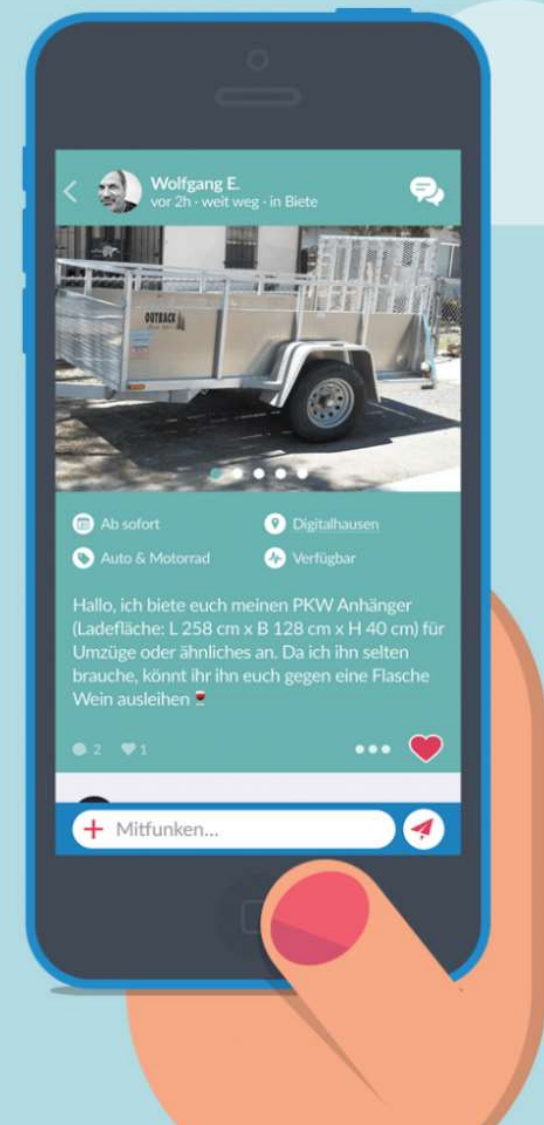 Wolfgang E.
vor 2h · weit weg · in Biete
OUTBACK
Ab sofort
Digitalhausen
Auto & Motorrad
Verfügbar
Hallo, ich biete euch meinen PKW Anhänger
(Ladefläche: L 258 cm x B 128 cm x H 40 cm) für
Umzüge oder ähnliches an. Da ich ihn selten
brauche, könnt ihr ihn euch gegen eine Flasche
Wein ausleihen 🍷
2 1
Mitfunken...